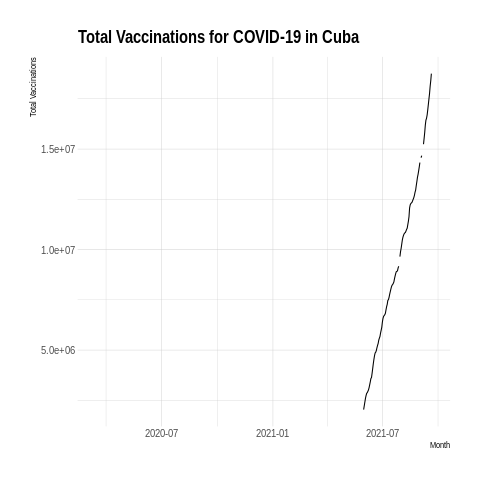 Total Vaccinations for COVID-19 in Cuba
Total Vaccinations
1.5e+07
1.0e+07
5.0e+06
2020-07
2021-01
2021-07
Month